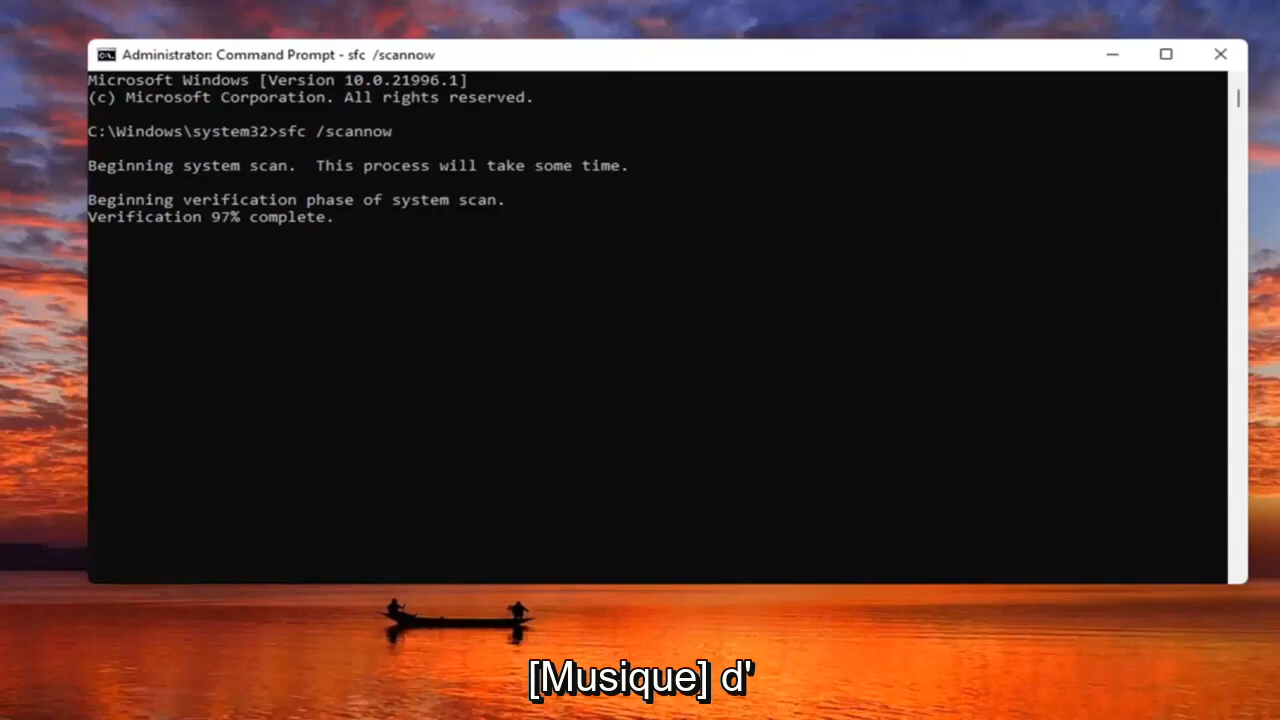 Administrator: Command Prompt - sfc /scannow
Microsoft Windows [Version 10.0.21996.1]
(c) Microsoft Corporation. All rights reserved.
C:\Windows\system32>sfc /scannow
Beginning system scan.  This process will take some time.
Beginning verification phase of system scan.
Verification 97% complete.
[Musique] d'